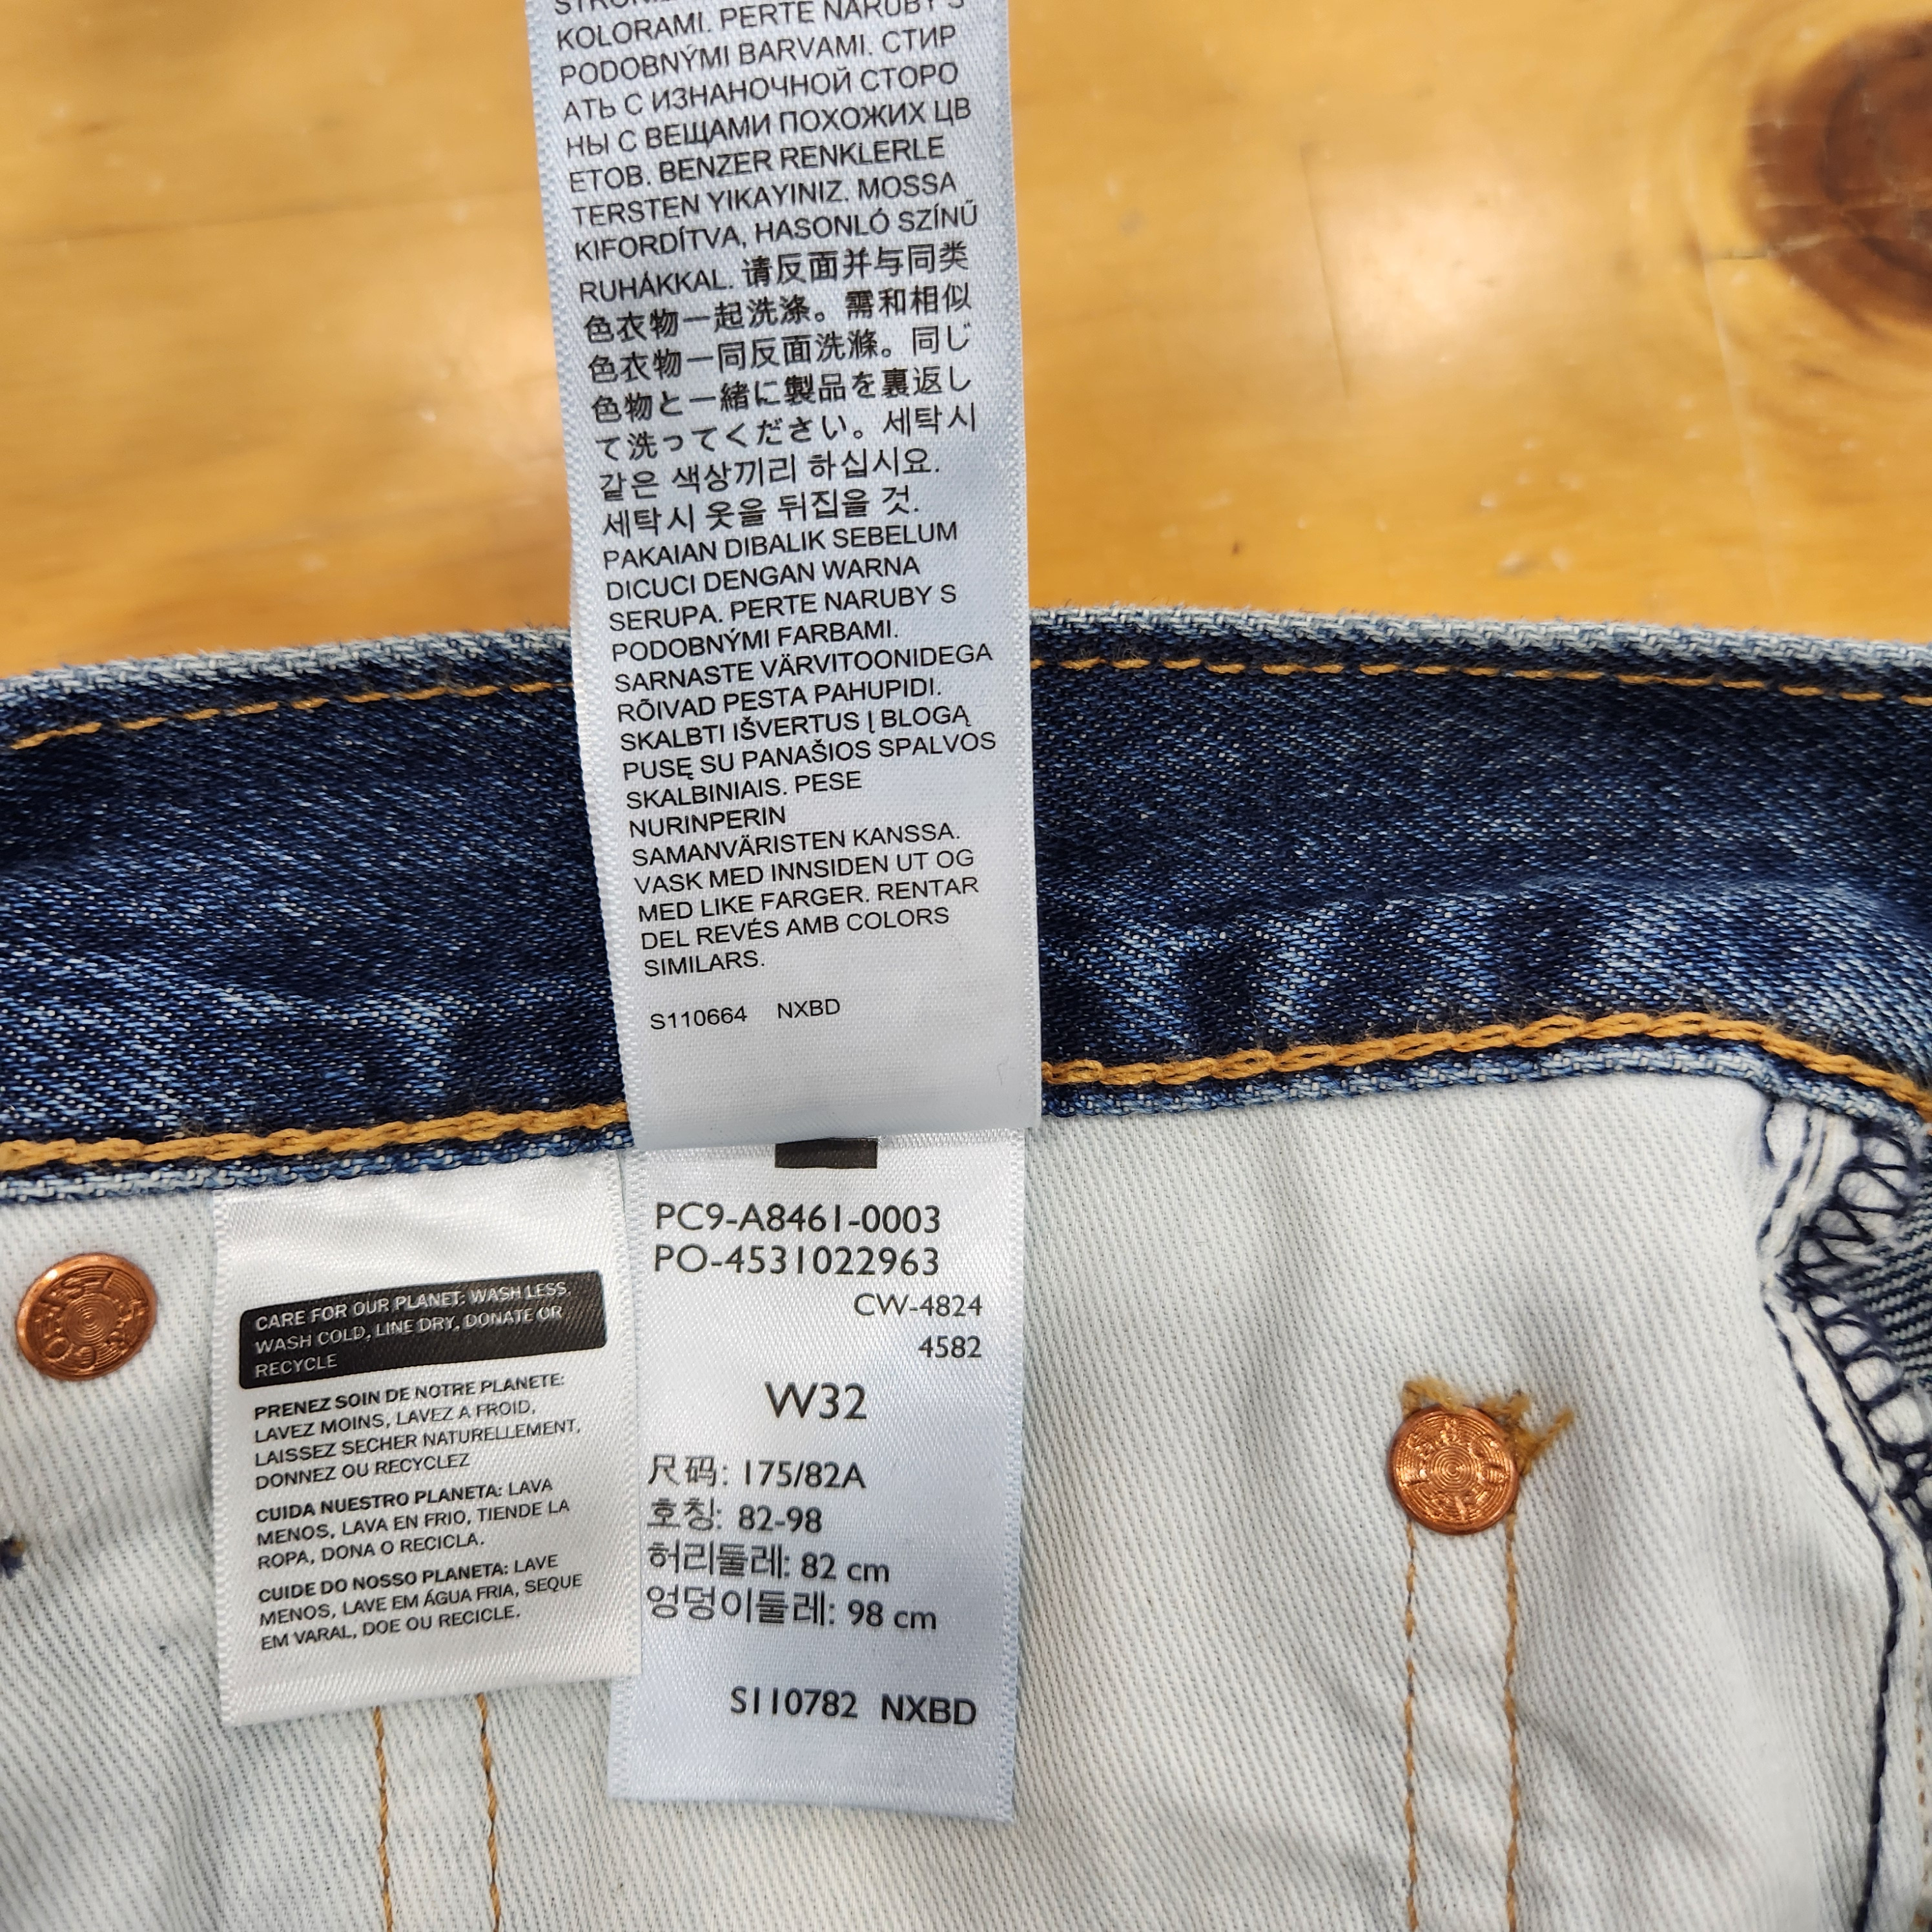 KOLORAMI. PERTE NARUBY S
PODOBNÝMI BARVAMI. СТИР
АТЬ С ИЗНАНОЧНОЙ СТОРО
НЫ С ВЕЩАМИ ПОХОЖИХ ЦВ
ЕТОВ. BENZER RENKLERLE
TERSTEN YIKAYINIZ. MOSSA
KIFORDÍTVA, HASONLÓ SZÍNŰ
RUHÁKKAL. 请反面并与同类
色衣物一起洗涤。需和相似
色衣物一同反面洗滌。同じ
色物と一緒に製品を裏返し
て洗ってください。세탁시
같은 색상끼리 하십시요.
세탁시 옷을 뒤집을 것.
PAKAIAN DIBALIK SEBELUM
DICUCI DENGAN WARNA
SERUPA. PERTE NARUBY S
PODOBNÝMI FARBAMI.
SARNASTE VÄRVITOONIDEGA
RÕIVAD PESTA PAHUPIDI.
SKALBTI IŠVERTUS Į BLOGĄ
PUSĘ SU PANAŠIOS SPALVOS
SKALBINIAIS. PESE
NURINPERIN
SAMANVÄRISTEN KANSSA.
VASK MED INNSIDEN UT OG
MED LIKE FARGER. RENTAR
DEL REVÉS AMB COLORS
SIMILARS.
S110664 NXBD
CARE FOR OUR PLANET: WASH LESS,
WASH COLD, LINE DRY, DONATE OR
RECYCLE
PRENEZ SOIN DE NOTRE PLANETE:
LAVEZ MOINS, LAVEZ A FROID,
LAISSEZ SECHER NATURELLEMENT,
DONNEZ OU RECYCLEZ
CUIDA NUESTRO PLANETA: LAVA
MENOS, LAVA EN FRIO, TIENDE LA
ROPA, DONA O RECICLA.
CUIDE DO NOSSO PLANETA: LAVE
MENOS, LAVE EM ÁGUA FRIA, SEQUE
EM VARAL, DOE OU RECICLE.
PC9-A8461-0003
PO-4531022963
CW-4824
4582
W32
尺码: 175/82A
호칭: 82-98
허리둘레: 82 cm
엉덩이둘레: 98 cm
S110782 NXBD